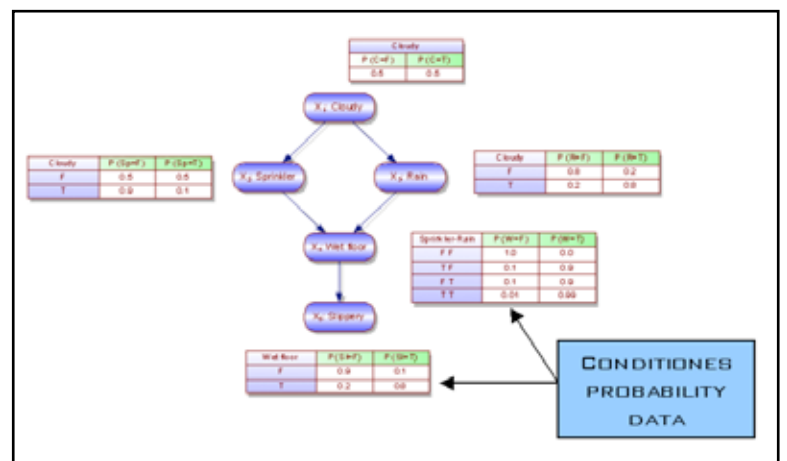 Cloudy
P(C=F) P(C=T)
0.5 0.5
X₁ Cloudy
Cloudy P(Sp=F) P(Sp=T)
F 0.5 0.5
T 0.9 0.1
X₂ Sprinkler
X₃ Rain
Cloudy P(R=F) P(R=T)
F 0.8 0.2
T 0.2 0.8
X₄ Wet floor
Sprinkler-Rain P(W=F) P(W=T)
F F 1.0 0.0
T F 0.1 0.9
F T 0.1 0.9
T T 0.01 0.99
X₅ Slippery
Wet floor P(Sl=F) P(Sl=T)
F 0.9 0.1
T 0.2 0.8
CONDITIONES
PROBABILITY
DATA